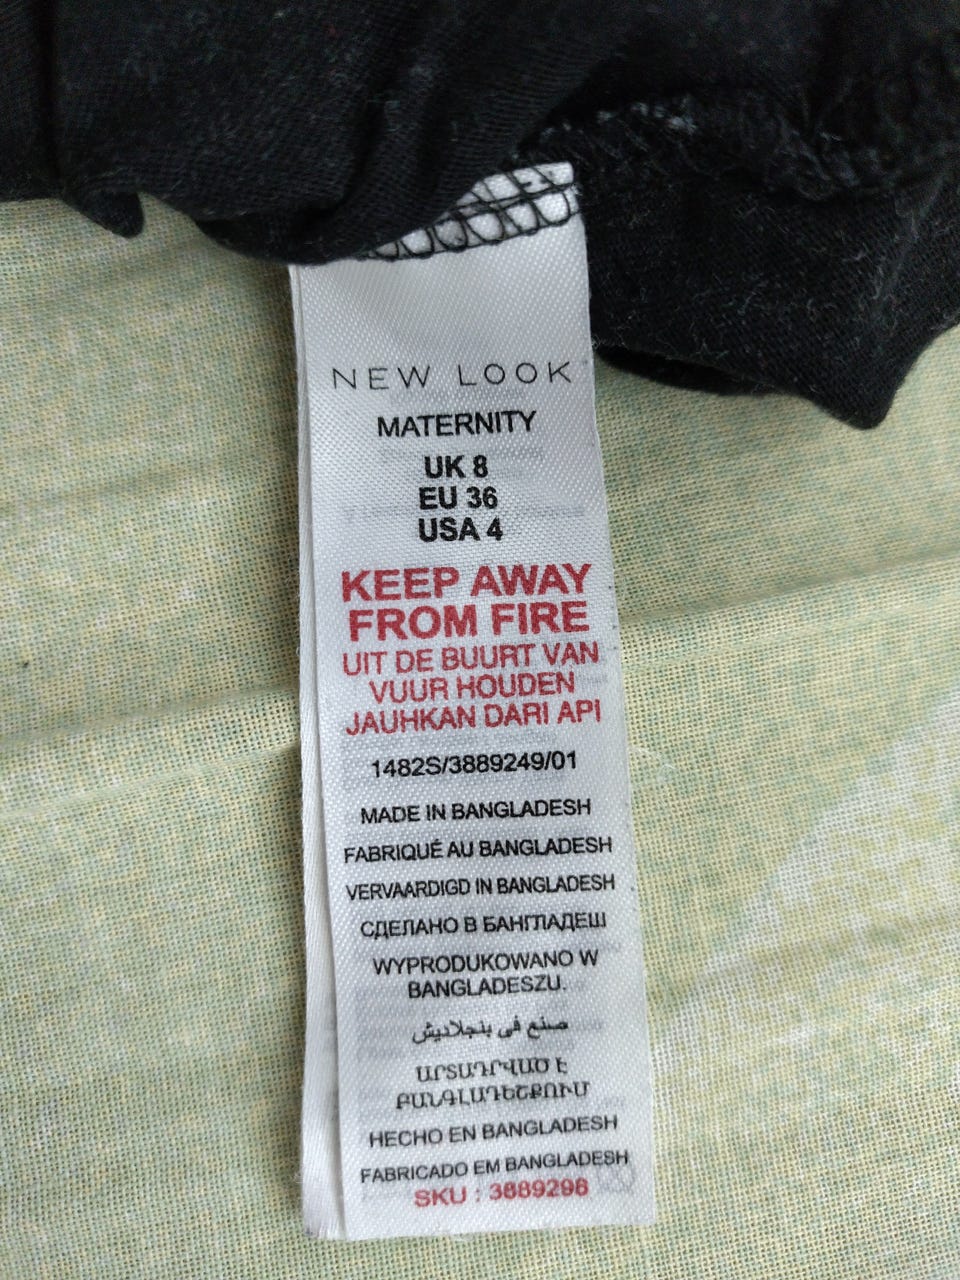 NEW LOOK
MATERNITY
UK 8
EU 36
USA 4
KEEP AWAY
FROM FIRE
UIT DE BUURT VAN
VUUR HOUDEN
JAUHKAN DARI API
1482S/3889249/01
MADE IN BANGLADESH
FABRIQUÉ AU BANGLADESH
VERVAARDIGD IN BANGLADESH
СДЕЛАНО В БАНГЛАДЕШ
WYPRODUKOWANO W
BANGLADESZU.
صنع في بنجلاديش
ԱՐՏԱԴՐՎԱԾ Է
ԲԱՆԳԼԱԴԵՇՔՈՒՄ
HECHO EN BANGLADESH
FABRICADO EM BANGLADESH
SKU : 3889296